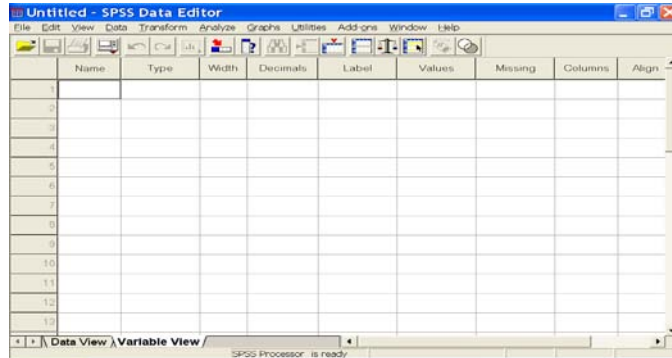 Untitled - SPSS Data Editor
File Edit View Data Transform Analyze Graphs Utilities Add-ons Window Help
Name Type Width Decimals Label Values Missing Columns Align
1
2
3
4
5
6
7
8
9
10
11
12
13
Data View Variable View
SPSS Processor is ready